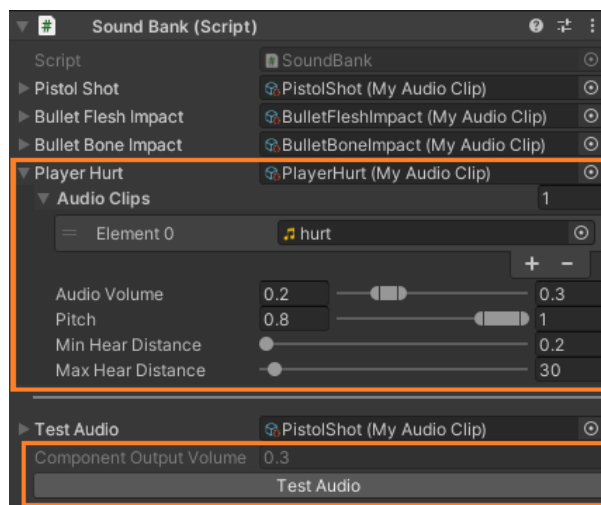 # Sound Bank (Script)
Script SoundBank
Pistol Shot PistolShot (My Audio Clip)
Bullet Flesh Impact BulletFleshImpact (My Audio Clip)
Bullet Bone Impact BulletBoneImpact (My Audio Clip)
Player Hurt PlayerHurt (My Audio Clip)
Audio Clips 1
Element 0 hurt
+ -
Audio Volume 0.2 0.3
Pitch 0.8 1
Min Hear Distance 0.2
Max Hear Distance 30
Test Audio PistolShot (My Audio Clip)
Component Output Volume 0.3
Test Audio